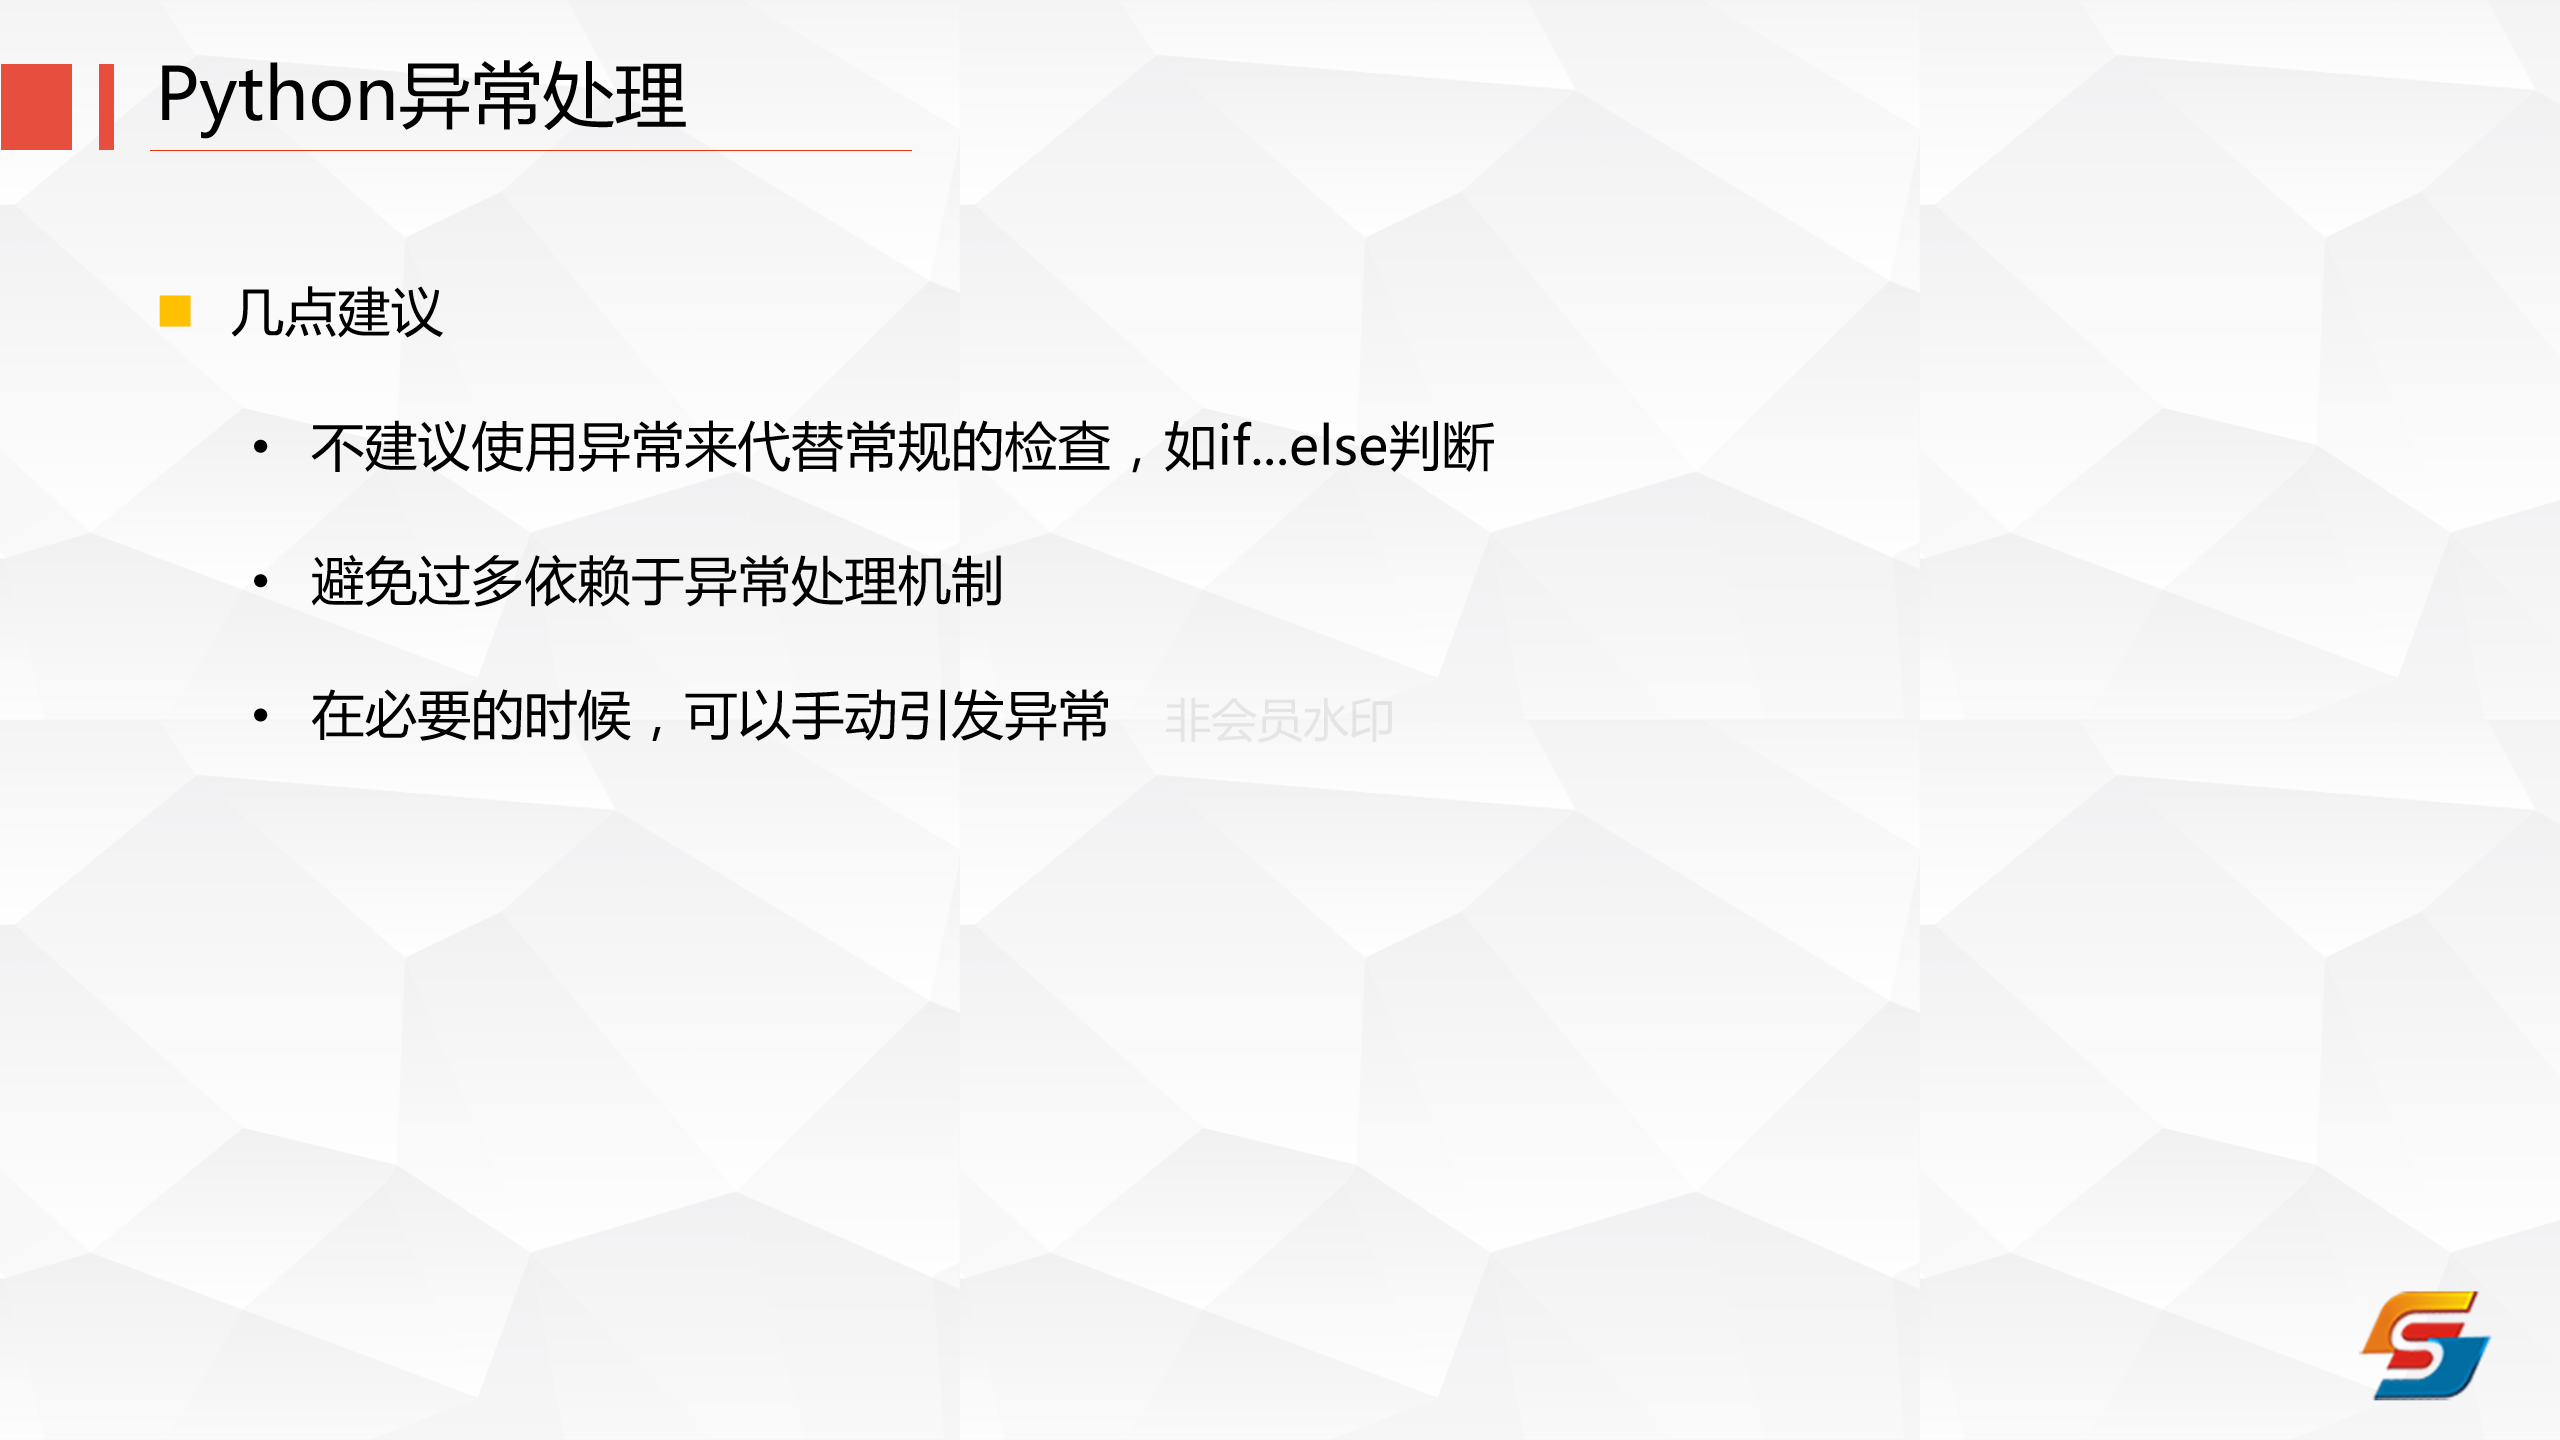 Python异常处理
几点建议
不建议使用异常来代替常规的检查，如if...else判断
避免过多依赖于异常处理机制
在必要的时候，可以手动引发异常
非会员水印